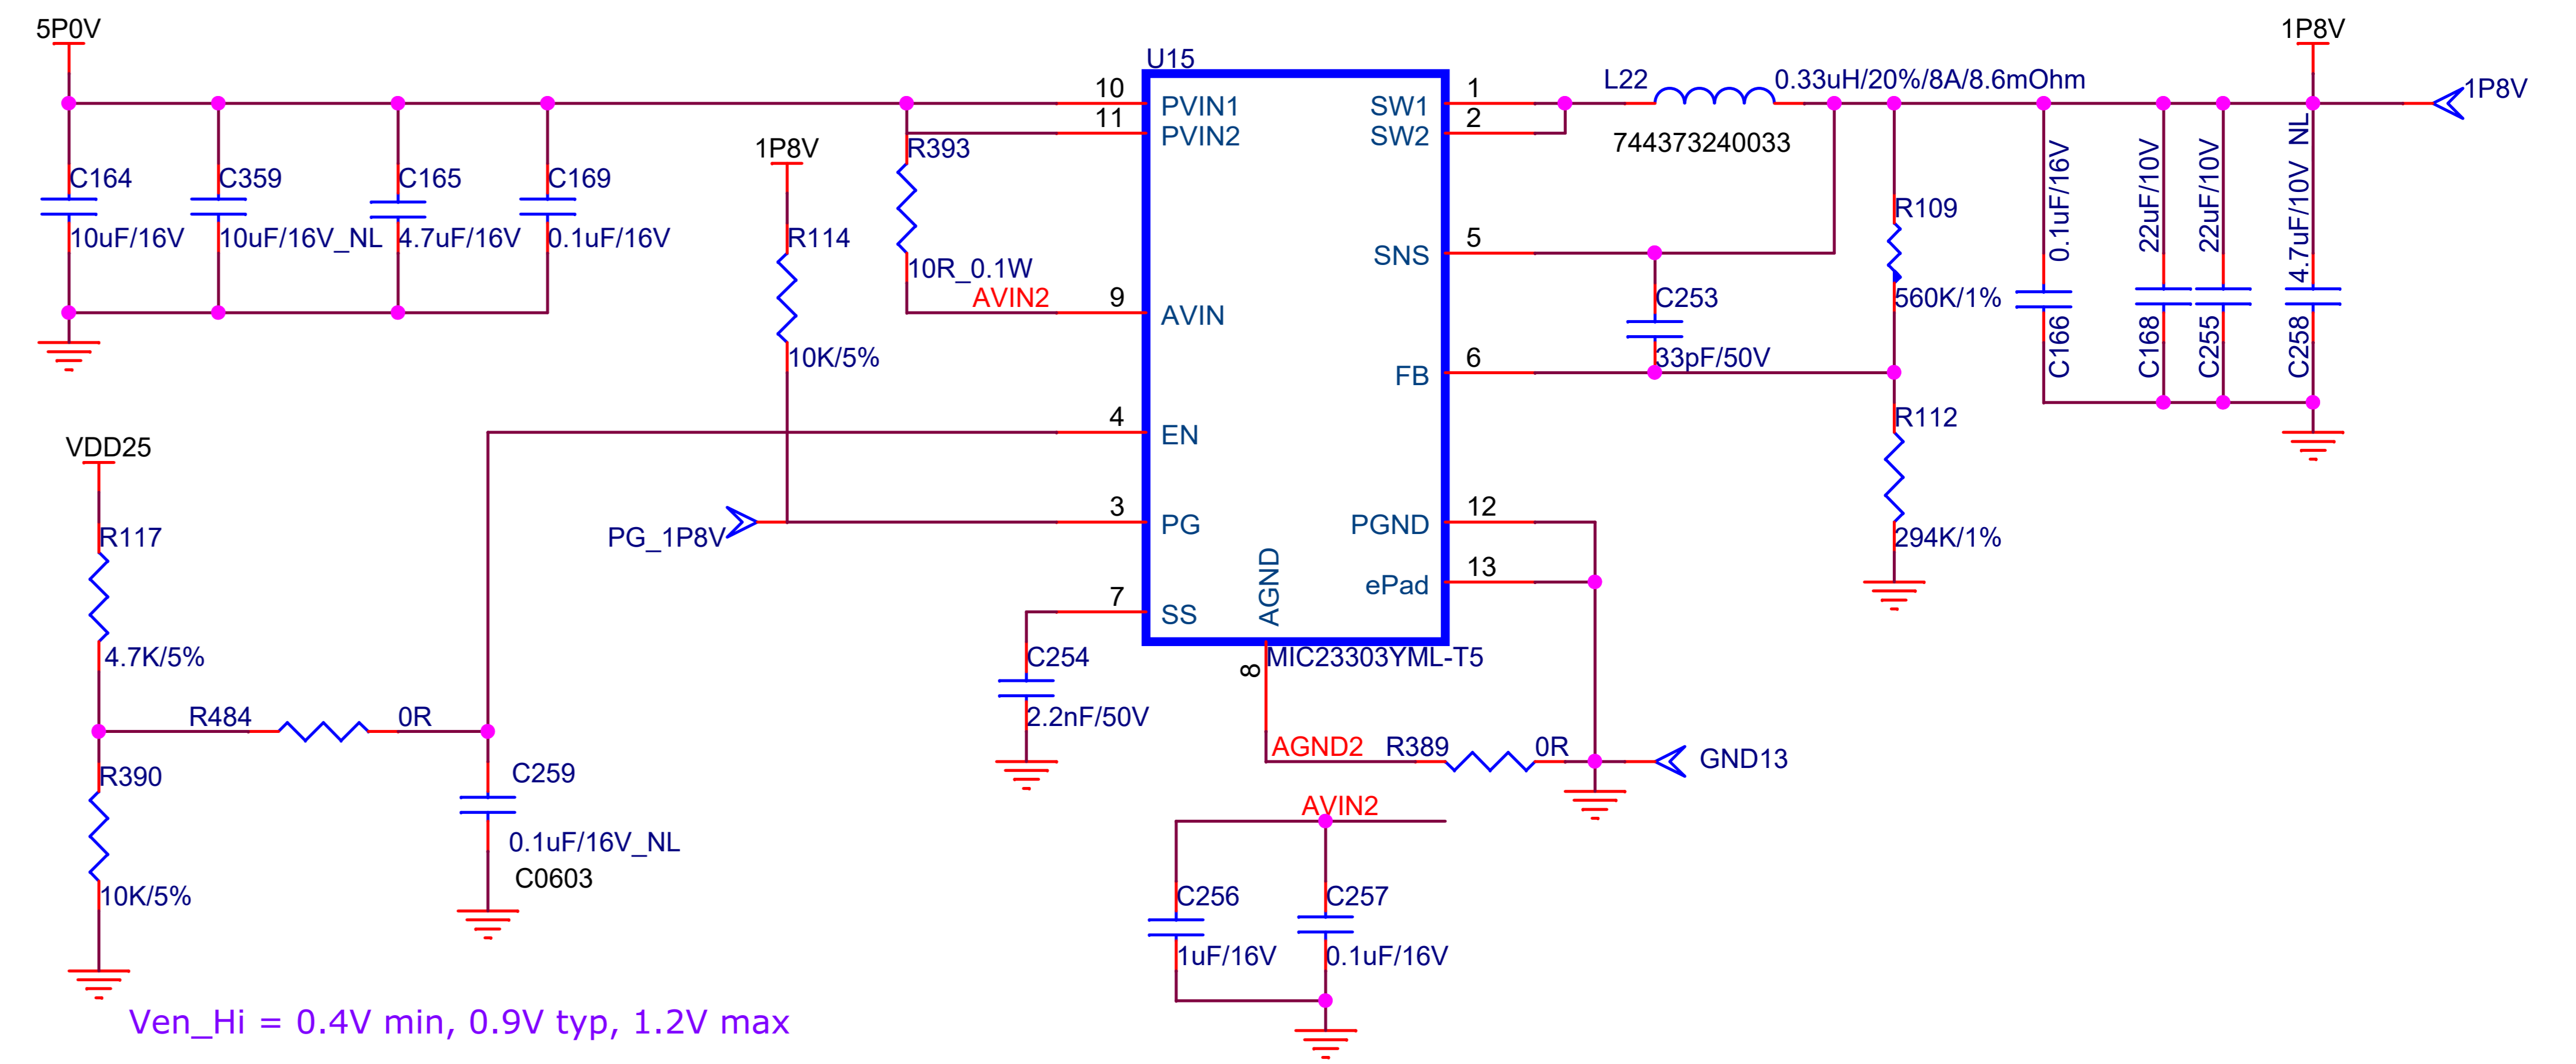 5P0V
C164
10uF/16V
C359
10uF/16V_NL
C165
4.7uF/16V
C169
0.1uF/16V
1P8V
R114
10K/5%
R393
10R_0.1W
AVIN2
U15
10
PVIN1
11
PVIN2
9
AVIN
4
EN
3
PG
7
SS
AGND
8
SW1
1
SW2
2
SNS
5
FB
6
PGND
12
ePad
13
MIC23303YML-T5
PG_1P8V
L22
0.33uH/20%/8A/8.6mOhm
744373240033
C253
33pF/50V
R109
560K/1%
R112
294K/1%
C166
0.1uF/16V
C168
22uF/10V
C255
22uF/10V
C258
4.7uF/10V_NL
1P8V
1P8V
VDD25
R117
4.7K/5%
R484
0R
R390
10K/5%
C259
0.1uF/16V_NL
C0603
C254
2.2nF/50V
AGND2
R389
0R
GND13
AVIN2
C256
1uF/16V
C257
0.1uF/16V
Ven_Hi = 0.4V min, 0.9V typ, 1.2V max